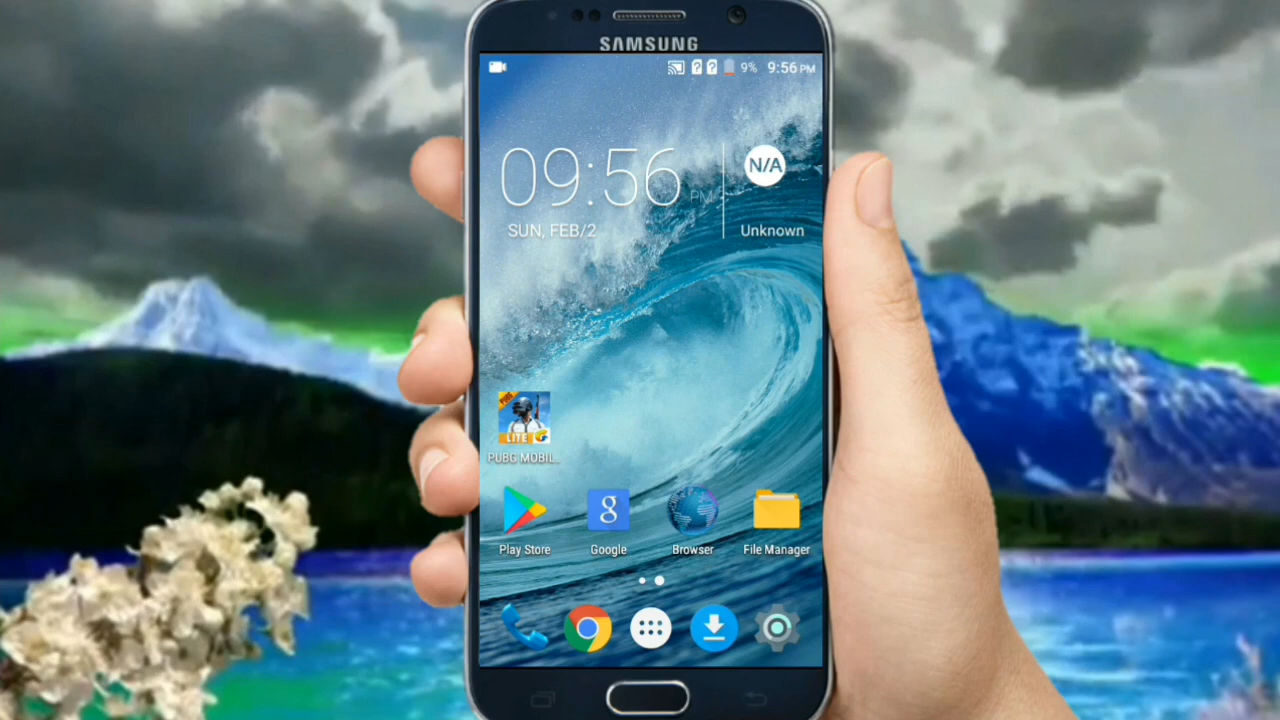 SAMSUNG
? ? 9% 9:56 PM
09:56 PM
N/A
SUN, FEB/2
Unknown
PUBG
LITE
PUBG MOBIL..
g
Play Store
Google
Browser
File Manager